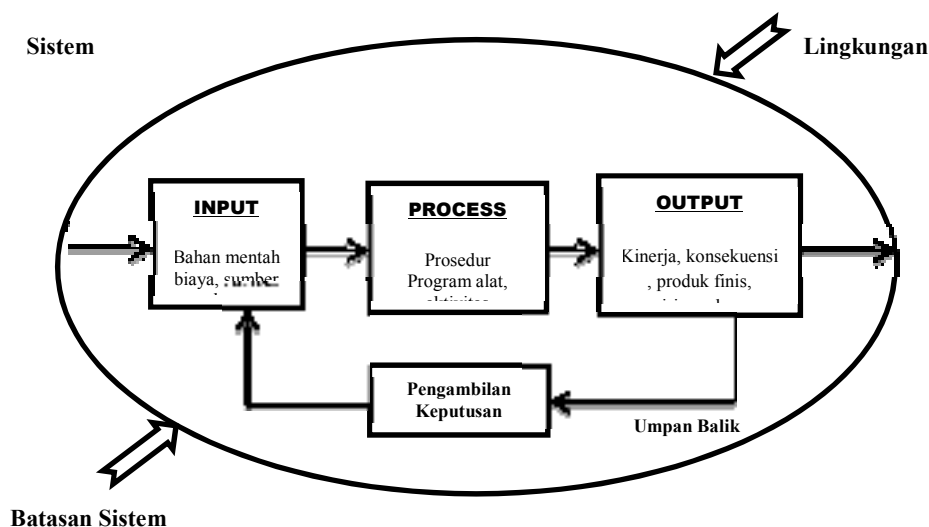 Sistem
Lingkungan
INPUT
Bahan mentah
biaya, sumber
PROCESS
Prosedur
Program alat,
aktivitas
OUTPUT
Kinerja, konsekuensi
, produk finis,
Pengambilan
Keputusan
Umpan Balik
Batasan Sistem